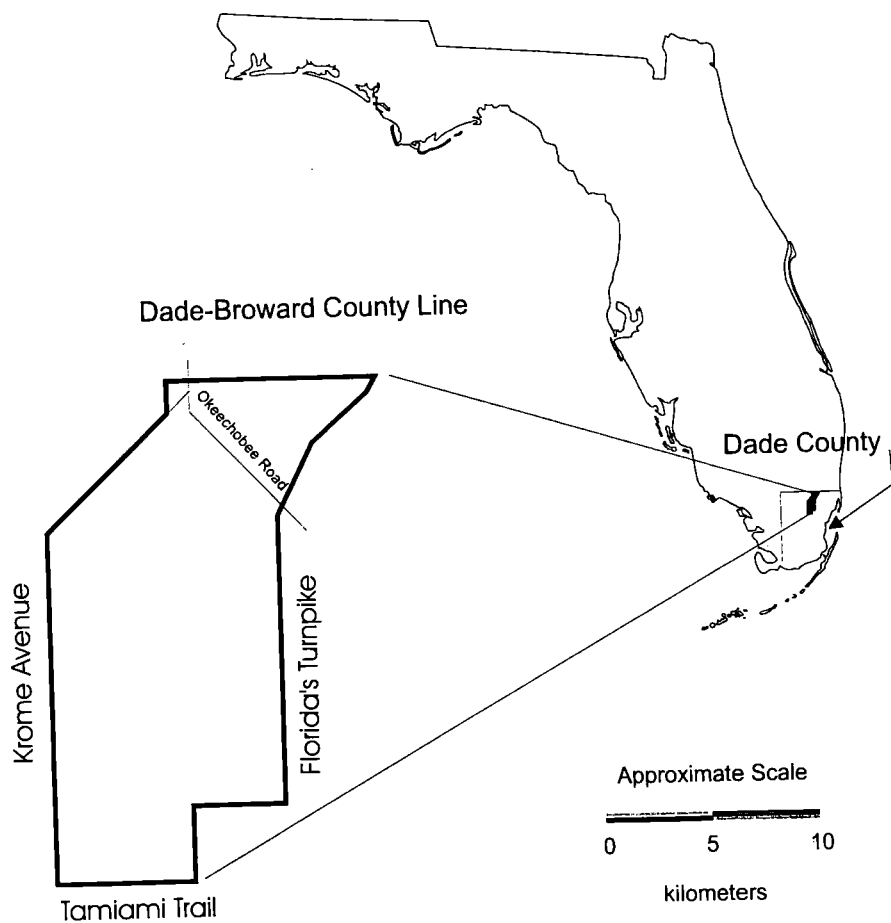 Dade-Broward County Line
Okeechobee Road
Dade County
Krome Avenue
Florida's Turnpike
Tamiami Trail
Approximate Scale
0 5 10
kilometers